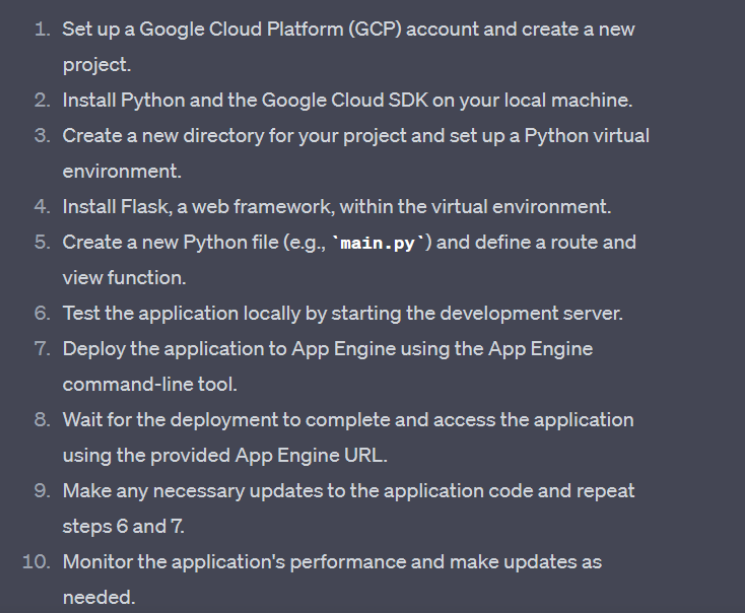 1. Set up a Google Cloud Platform (GCP) account and create a new
project.
2. Install Python and the Google Cloud SDK on your local machine.
3. Create a new directory for your project and set up a Python virtual
environment.
4. Install Flask, a web framework, within the virtual environment.
5. Create a new Python file (e.g., `main.py`) and define a route and
view function.
6. Test the application locally by starting the development server.
7. Deploy the application to App Engine using the App Engine
command-line tool.
8. Wait for the deployment to complete and access the application
using the provided App Engine URL.
9. Make any necessary updates to the application code and repeat
steps 6 and 7.
10. Monitor the application's performance and make updates as
needed.